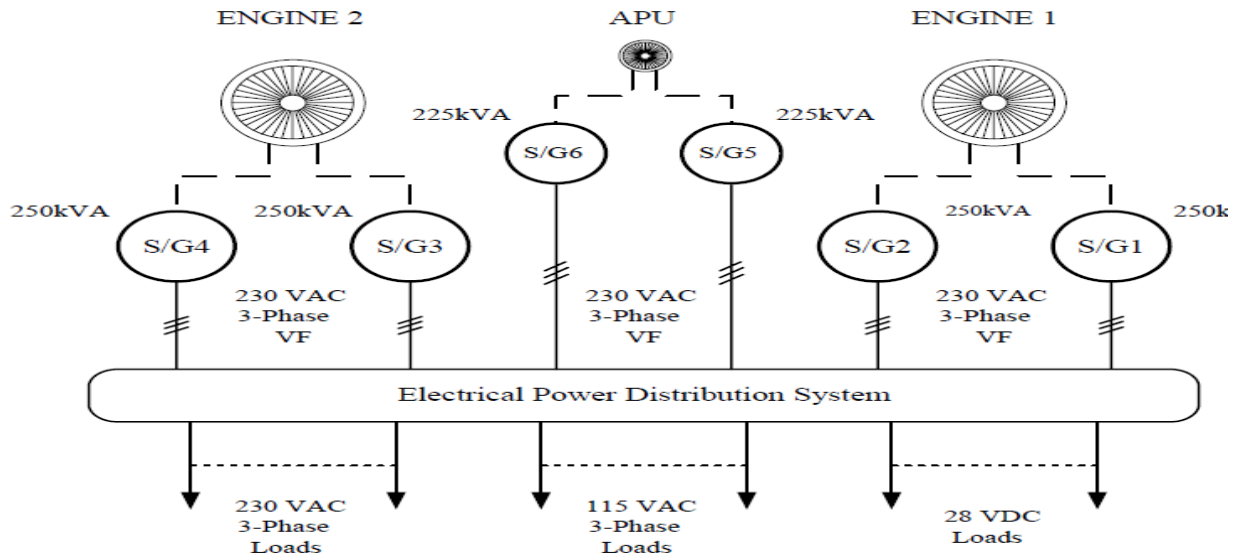 ENGINE 2
APU
ENGINE 1
225kVA
225kVA
S/G6
S/G5
250kVA
250kVA
250kVA
250k
S/G4
S/G3
S/G2
S/G1
230 VAC
3-Phase
VF
230 VAC
3-Phase
VF
230 VAC
3-Phase
VF
Electrical Power Distribution System
230 VAC
3-Phase
Loads
115 VAC
3-Phase
Loads
28 VDC
Loads